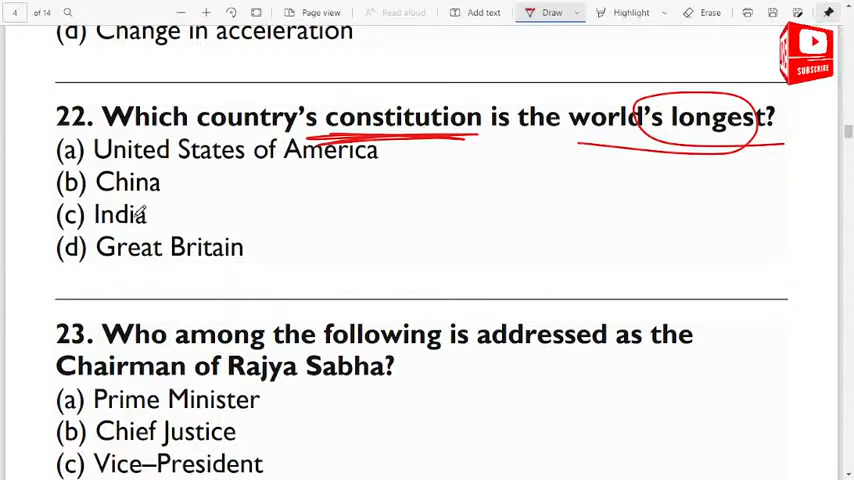 4 of 14 Page view Read aloud Add text Draw Highlight Erase
(d) Change in acceleration
SUBSCRIBE
22. Which country's constitution is the world's longest?
(a) United States of America
(b) China
(c) India
(d) Great Britain
23. Who among the following is addressed as the
Chairman of Rajya Sabha?
(a) Prime Minister
(b) Chief Justice
(c) Vice–President